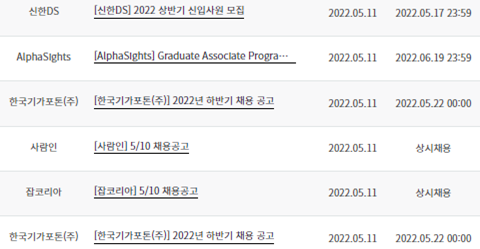 신한DS [신한DS] 2022 상반기 신입사원 모집 2022.05.11 2022.05.17 23:59
AlphaSights [AlphaSights] Graduate Associate Progra··· 2022.05.11 2022.06.19 23:59
한국기가포톤(주) [한국기가포톤(주)] 2022년 하반기 채용 공고 2022.05.11 2022.05.22 00:00
사람인 [사람인] 5/10 채용공고 2022.05.11 상시채용
잡코리아 [잡코리아] 5/10 채용공고 2022.05.11 상시채용
한국기가포톤(주) [한국기가포톤(주)] 2022년 하반기 채용 공고 2022.05.11 2022.05.22 00:00